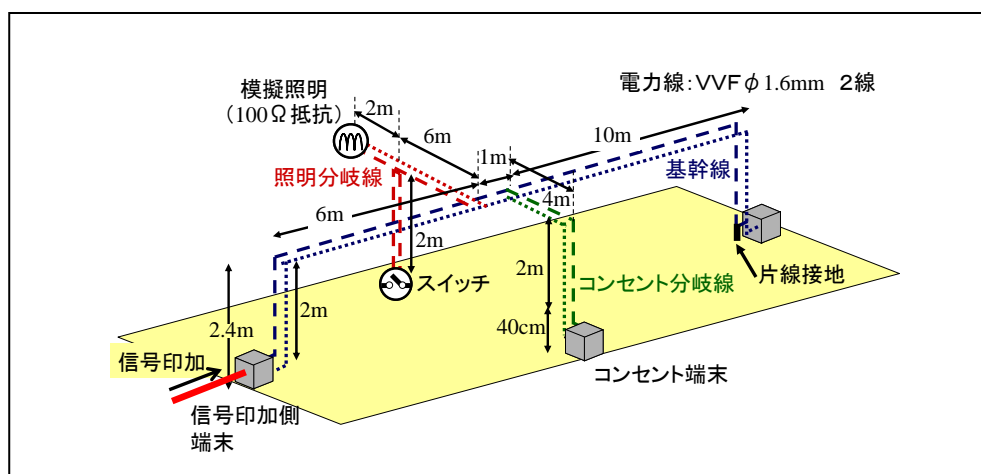 電力線：VVFφ1.6mm 2線
模擬照明
（100Ω抵抗）
2m
6m
10m
1m
基幹線
照明分岐線
6m
4m
2m
スイッチ
2m
コンセント分岐線
片線接地
2m
2.4m
40cm
信号印加
コンセント端末
信号印加側
端末